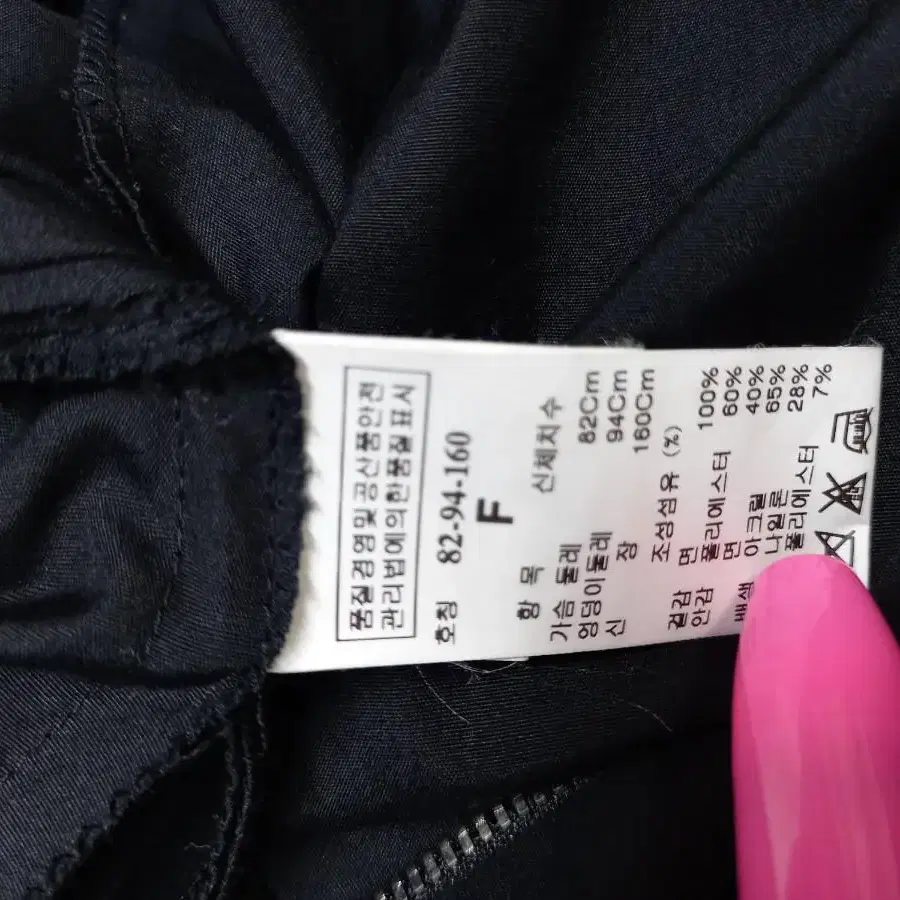 품질경영및공산품안전
관리법에의한품질표시
호칭 82-94-160
F
항 목 신체치수
가슴둘레 82Cm
엉덩이둘레 94Cm
신 장 160Cm
조성섬유 (%)
겉감 면 100%
안감 폴리에스터 60%
면 40%
배색 아크릴 65%
나일론 28%
폴리에스터 7%